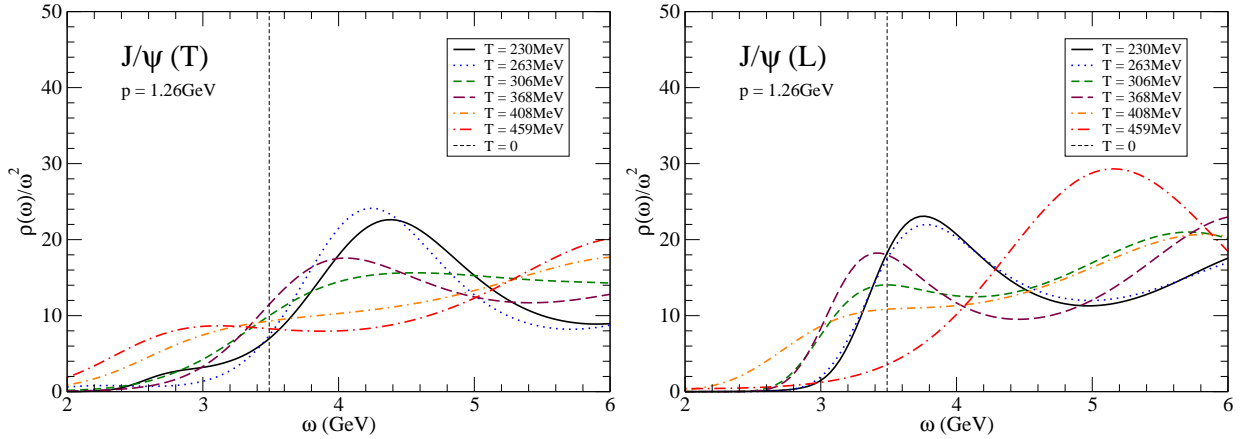 J/ψ (T)
p = 1.26GeV
T = 230MeV
T = 263MeV
T = 306MeV
T = 368MeV
T = 408MeV
T = 459MeV
T = 0
50
40
30
20
10
0
ρ(ω)/ω²
2 3 4 5 6
ω (GeV)
J/ψ (L)
p = 1.26GeV
T = 230MeV
T = 263MeV
T = 306MeV
T = 368MeV
T = 408MeV
T = 459MeV
T = 0
50
40
30
20
10
0
ρ(ω)/ω²
2 3 4 5 6
ω (GeV)